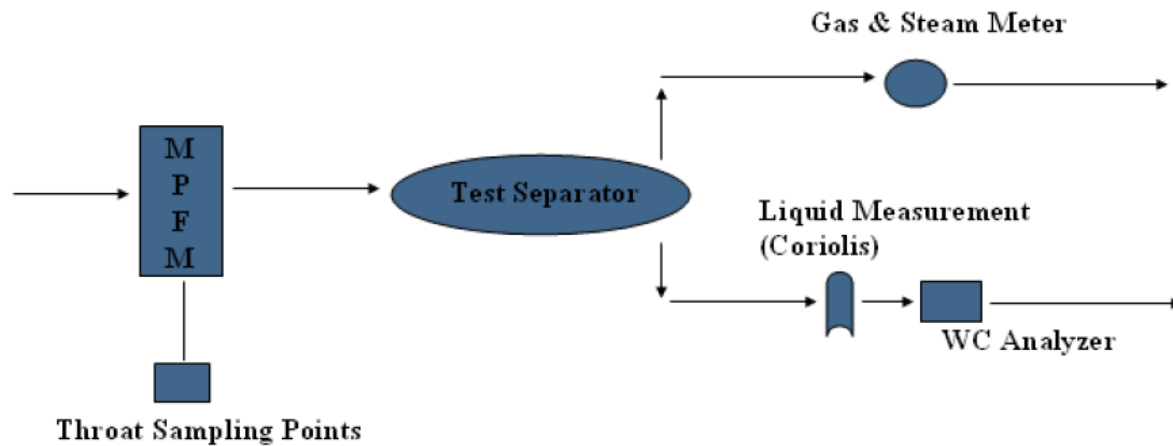 Gas & Steam Meter
M
P
F
M
Test Separator
Liquid Measurement
(Coriolis)
WC Analyzer
Throat Sampling Points